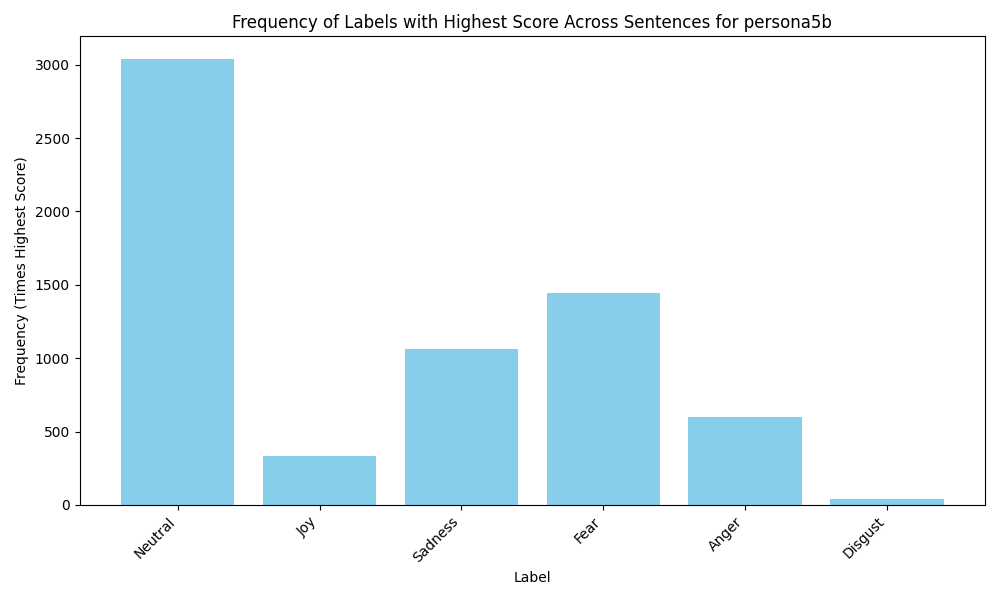 Frequency of Labels with Highest Score Across Sentences for persona5b
Frequency (Times Highest Score)
3000
2500
2000
1500
1000
500
0
Neutral
Joy
Sadness
Fear
Anger
Disgust
Label